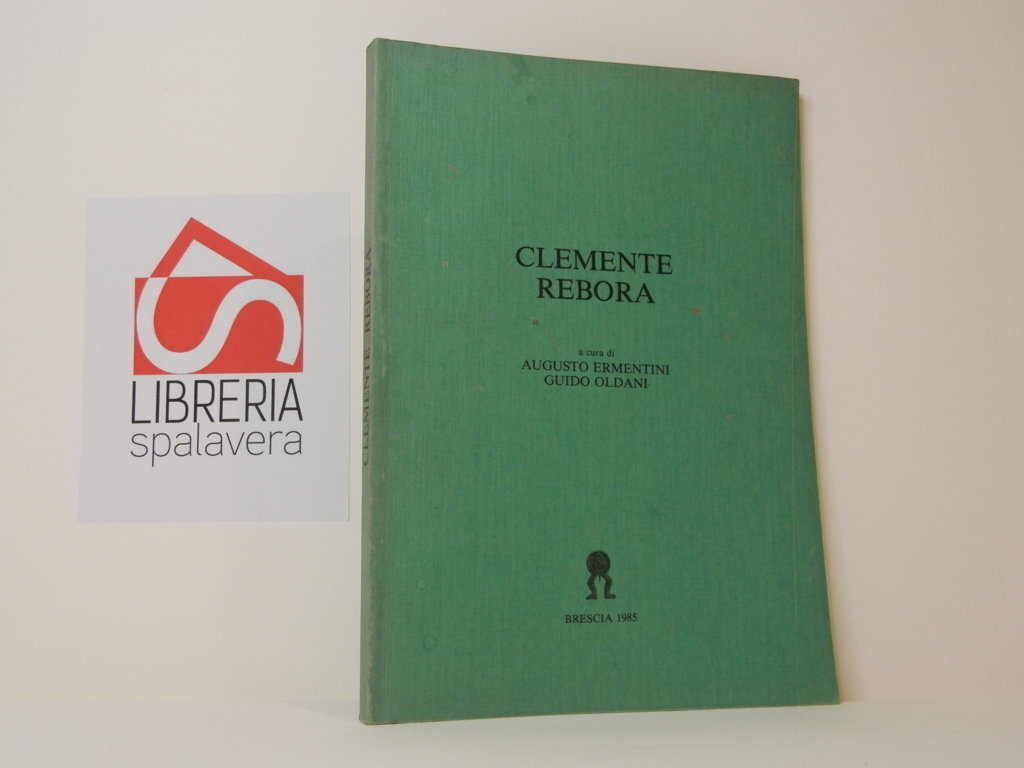 LIBRERIA
spalavera
CLEMENTE REBORA
CLEMENTE
REBORA
a cura di
AUGUSTO ERMENTINI
GUIDO OLDANI
BRESCIA 1985